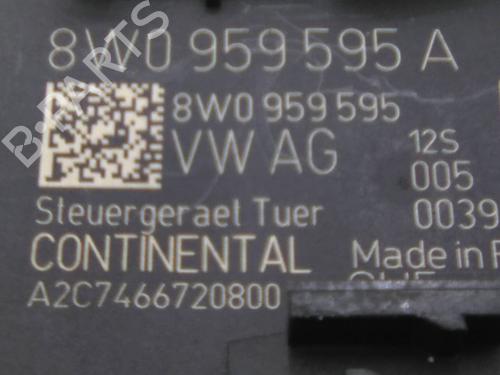 8W0 959 595 A
8W0 959 595
VW AG
12S
005
0039
Steuergeraet Tuer
CONTINENTAL
Made in
A2C7466720800